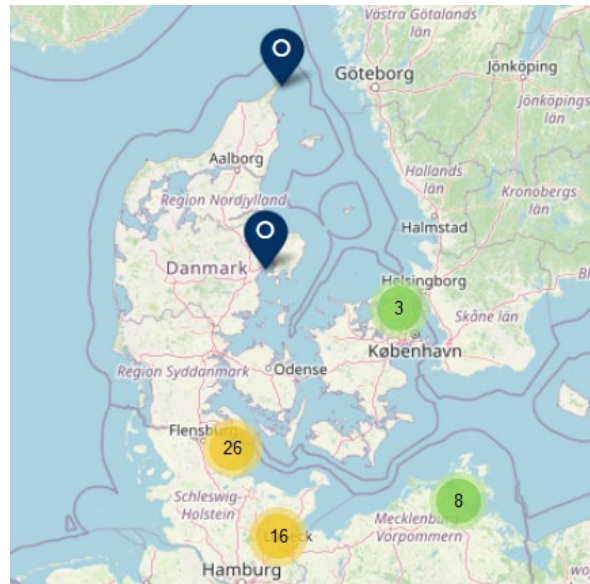 Västra Götalands
län
Göteborg
Jönköping
Jönköpings
län
Aalborg
Hallands
län
Kronobergs
län
Region Nordjylland
Halmstad
Danmark
Helsingborg
3
Skåne län
København
Odense
Region Syddanmark
Flensburg
26
Schleswig-
Holstein
8
Mecklenburg
Vorpommern
16
Hamburg